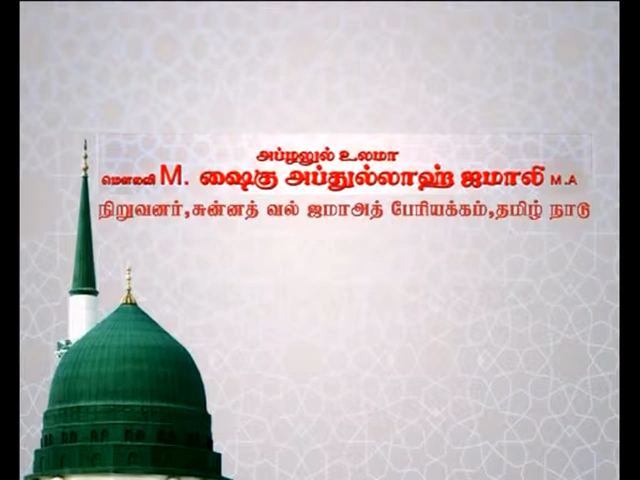 அப்ழலுல் உலமா
மௌலவி M. ஷைகு அப்துல்லாஹ் ஜமாலி M.A
நிறுவனர்,சுன்னத் வல் ஜமாஅத் பேரியக்கம்,தமிழ் நாடு